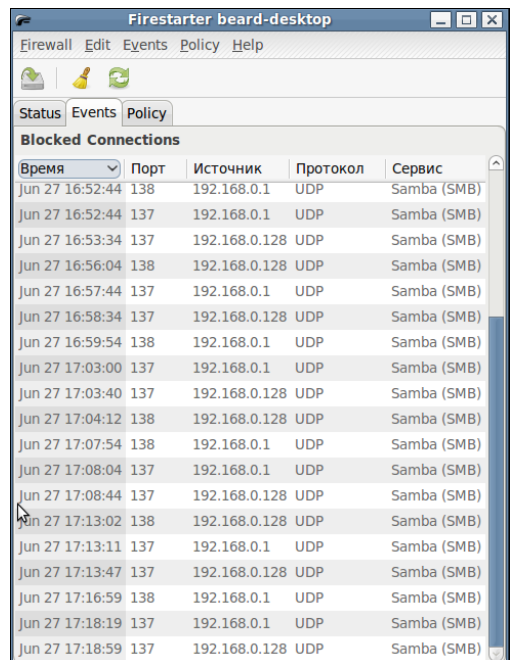 Firestarter beard-desktop
Firewall Edit Events Policy Help
Status Events Policy
Blocked Connections
Время Порт Источник Протокол Сервис
Jun 27 16:52:44 138 192.168.0.1 UDP Samba (SMB)
Jun 27 16:52:44 137 192.168.0.1 UDP Samba (SMB)
Jun 27 16:53:34 137 192.168.0.128 UDP Samba (SMB)
Jun 27 16:56:04 138 192.168.0.128 UDP Samba (SMB)
Jun 27 16:57:44 137 192.168.0.1 UDP Samba (SMB)
Jun 27 16:58:34 137 192.168.0.128 UDP Samba (SMB)
Jun 27 16:59:54 138 192.168.0.1 UDP Samba (SMB)
Jun 27 17:03:00 137 192.168.0.1 UDP Samba (SMB)
Jun 27 17:03:40 137 192.168.0.128 UDP Samba (SMB)
Jun 27 17:04:12 138 192.168.0.128 UDP Samba (SMB)
Jun 27 17:07:54 138 192.168.0.1 UDP Samba (SMB)
Jun 27 17:08:04 137 192.168.0.1 UDP Samba (SMB)
Jun 27 17:08:44 137 192.168.0.128 UDP Samba (SMB)
Jun 27 17:13:02 138 192.168.0.128 UDP Samba (SMB)
Jun 27 17:13:11 137 192.168.0.1 UDP Samba (SMB)
Jun 27 17:13:47 137 192.168.0.128 UDP Samba (SMB)
Jun 27 17:16:59 138 192.168.0.1 UDP Samba (SMB)
Jun 27 17:18:19 137 192.168.0.1 UDP Samba (SMB)
Jun 27 17:18:59 137 192.168.0.128 UDP Samba (SMB)